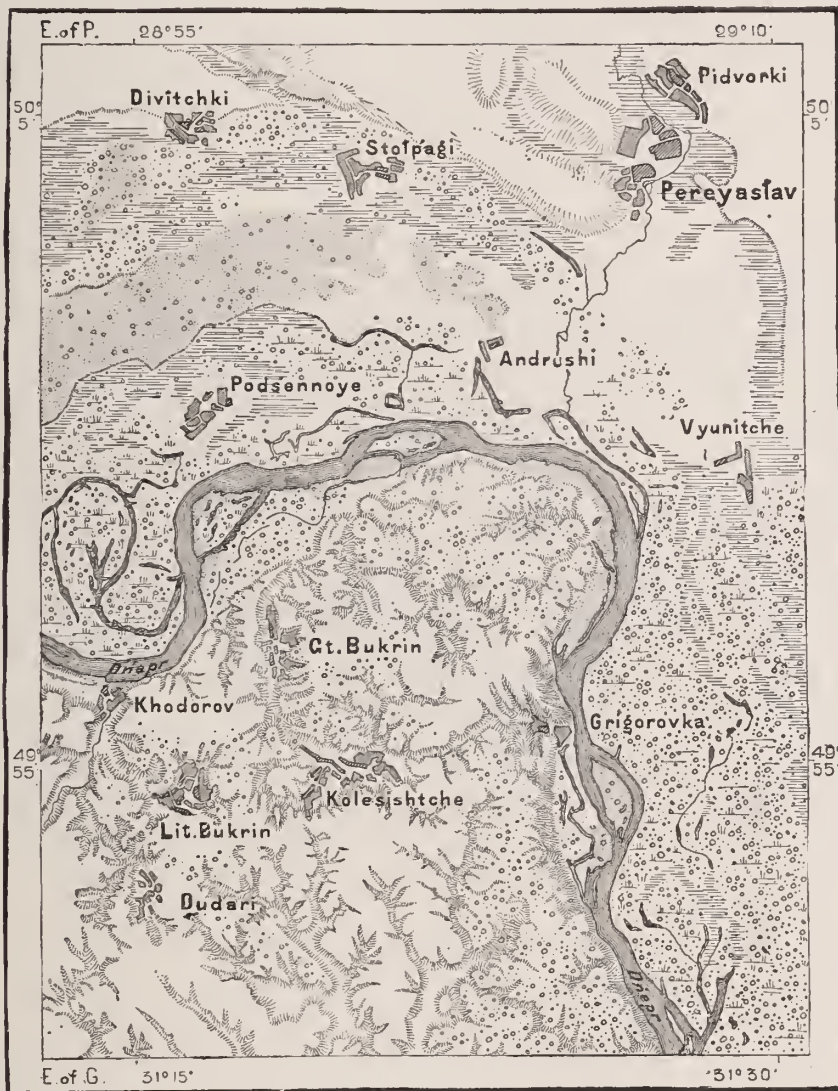 E. of P. 28°55′ 29°10′
Pidvorki
Divitchki
50° 5′ 50° 5′
Stolpagi
Pereyaslav
Andrushi
Podsennoye
Vyunitche
Gt. Bukrin
Dnepr
Khodorov
Grigorovka
49° 55′ 49° 55′
Kolesishtche
Lit. Bukrin
Dudari
Dnepr
E. of G. 31°15′ 31°30′